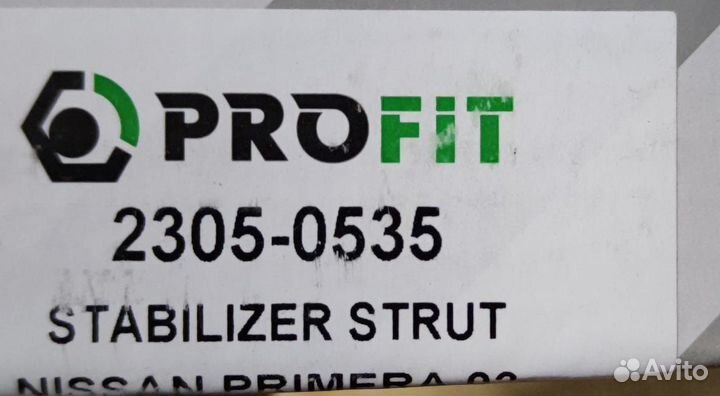 PROFIT
2305-0535
STABILIZER STRUT
NISSAN PRIMERA
Avito